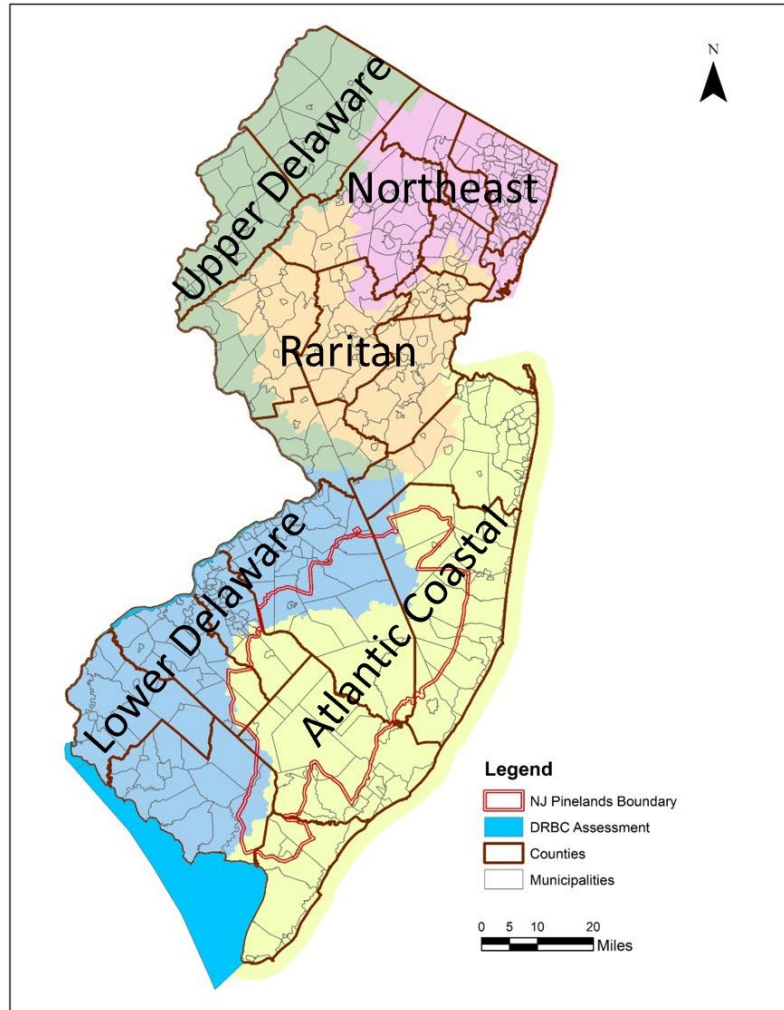 N
Upper Delaware
Northeast
Raritan
Lower Delaware
Atlantic Coastal
Legend
NJ Pinelands Boundary
DRBC Assessment
Counties
Municipalities
0 5 10 20
Miles